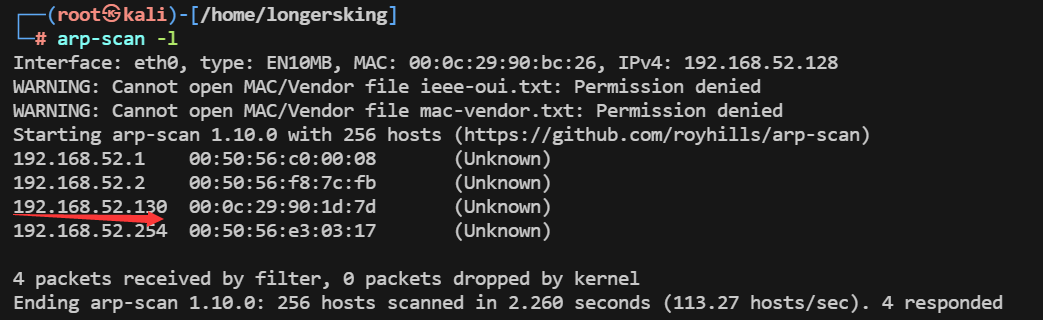 ┌──(root㉿kali)-[/home/longersking]
└─# arp-scan -l
Interface: eth0, type: EN10MB, MAC: 00:0c:29:90:bc:26, IPv4: 192.168.52.128
WARNING: Cannot open MAC/Vendor file ieee-oui.txt: Permission denied
WARNING: Cannot open MAC/Vendor file mac-vendor.txt: Permission denied
Starting arp-scan 1.10.0 with 256 hosts (https://github.com/royhills/arp-scan)
192.168.52.1    00:50:56:c0:00:08       (Unknown)
192.168.52.2    00:50:56:f8:7c:fb       (Unknown)
192.168.52.130  00:0c:29:90:1d:7d       (Unknown)
192.168.52.254  00:50:56:e3:03:17       (Unknown)
4 packets received by filter, 0 packets dropped by kernel
Ending arp-scan 1.10.0: 256 hosts scanned in 2.260 seconds (113.27 hosts/sec). 4 responded